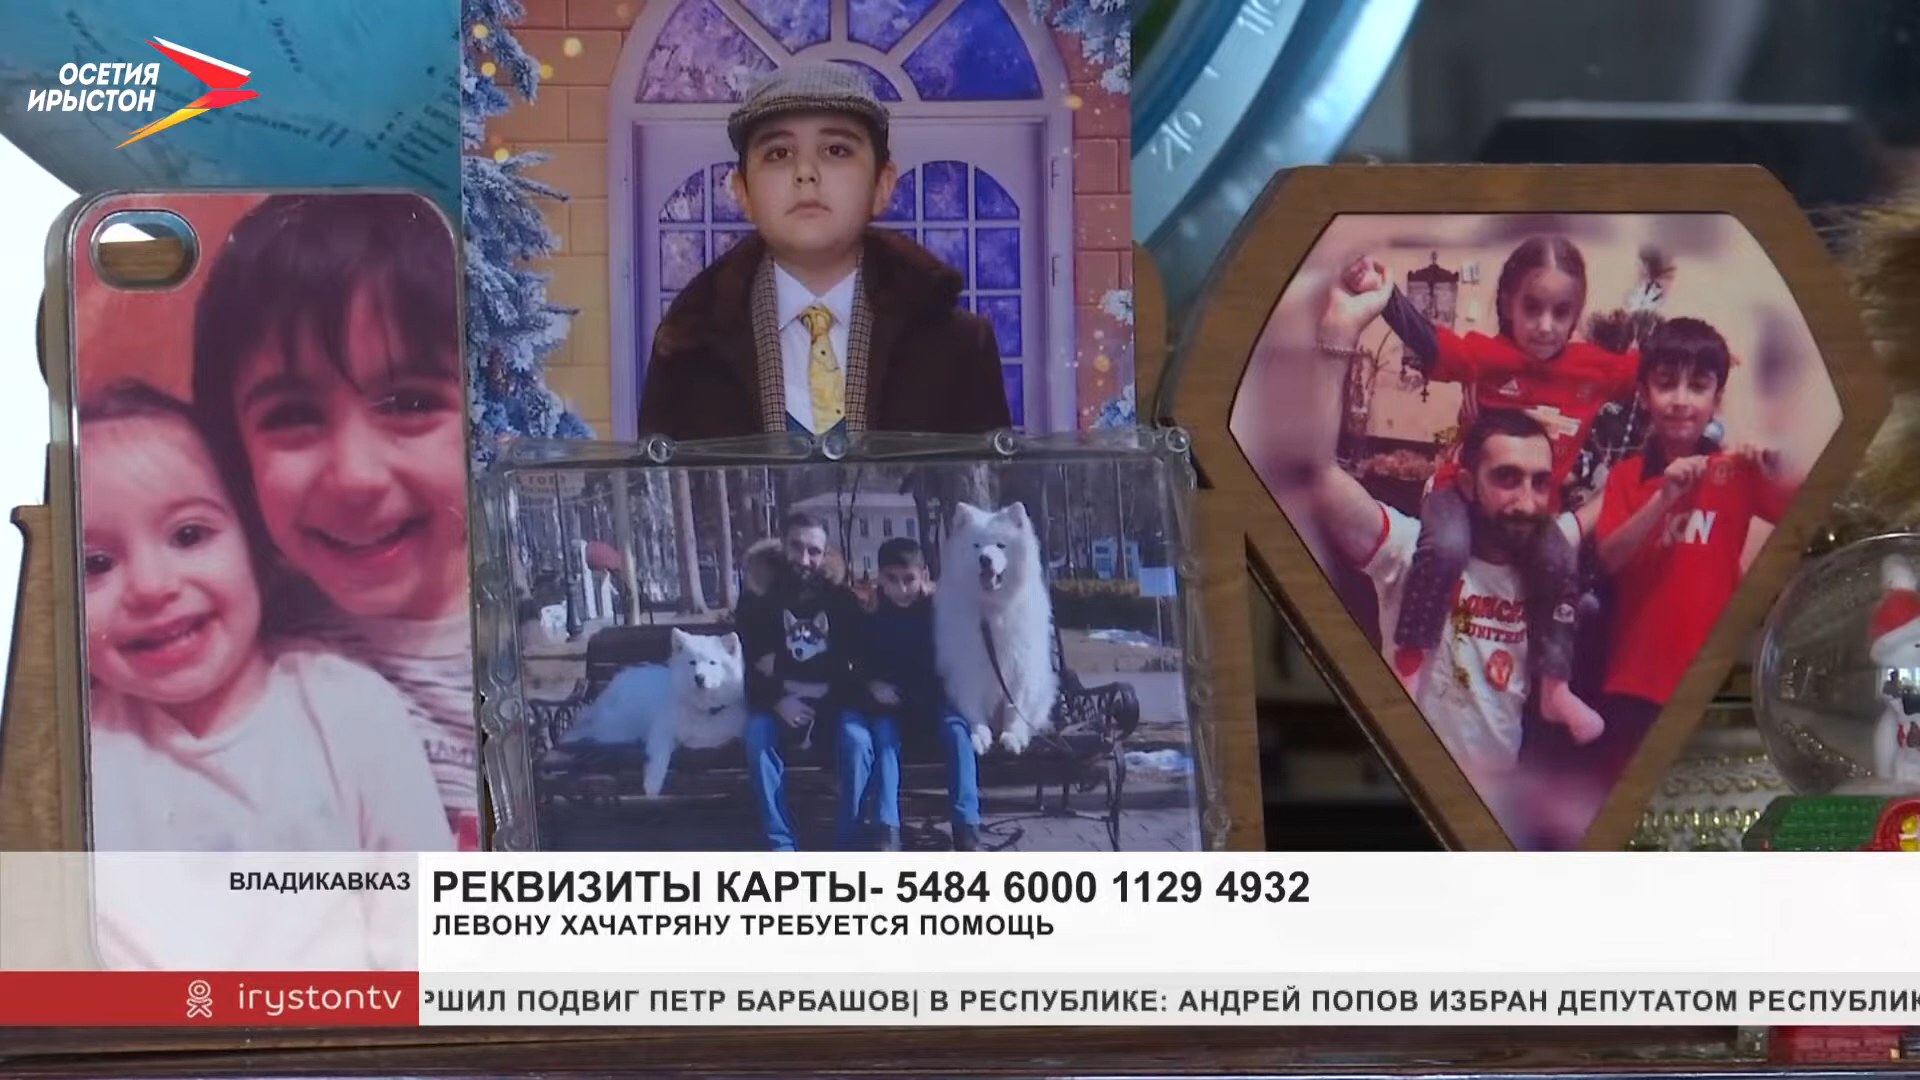 ОСЕТИЯ
ИРЫСТОН
UNITED
ВЛАДИКАВКАЗ
РЕКВИЗИТЫ КАРТЫ- 5484 6000 1129 4932
ЛЕВОНУ ХАЧАТРЯНУ ТРЕБУЕТСЯ ПОМОЩЬ
irystontv
РШИЛ ПОДВИГ ПЕТР БАРБАШОВ| В РЕСПУБЛИКЕ: АНДРЕЙ ПОПОВ ИЗБРАН ДЕПУТАТОМ РЕСПУБЛИК